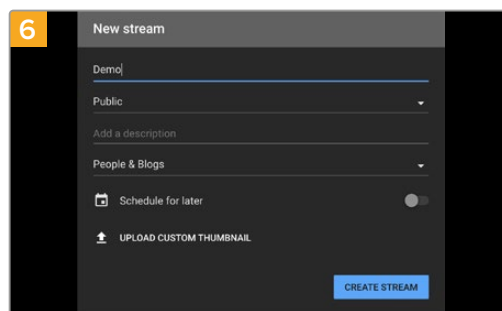 6
New stream
Demo
Public
Add a description
People & Blogs
Schedule for later
UPLOAD CUSTOM THUMBNAIL
CREATE STREAM